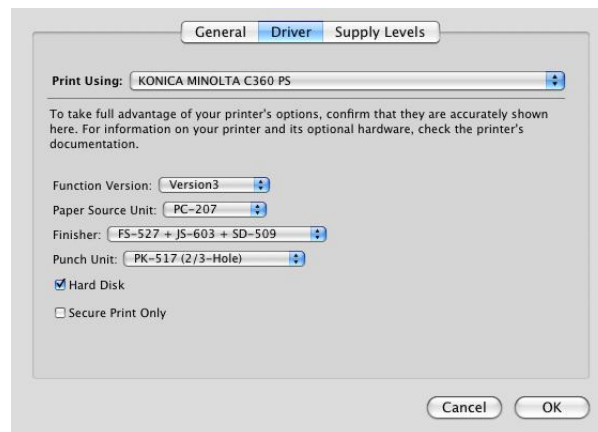 General Driver Supply Levels
Print Using: KONICA MINOLTA C360 PS
To take full advantage of your printer's options, confirm that they are accurately shown
here. For information on your printer and its optional hardware, check the printer's
documentation.
Function Version: Version3
Paper Source Unit: PC-207
Finisher: FS-527 + JS-603 + SD-509
Punch Unit: PK-517 (2/3-Hole)
Hard Disk
Secure Print Only
Cancel OK